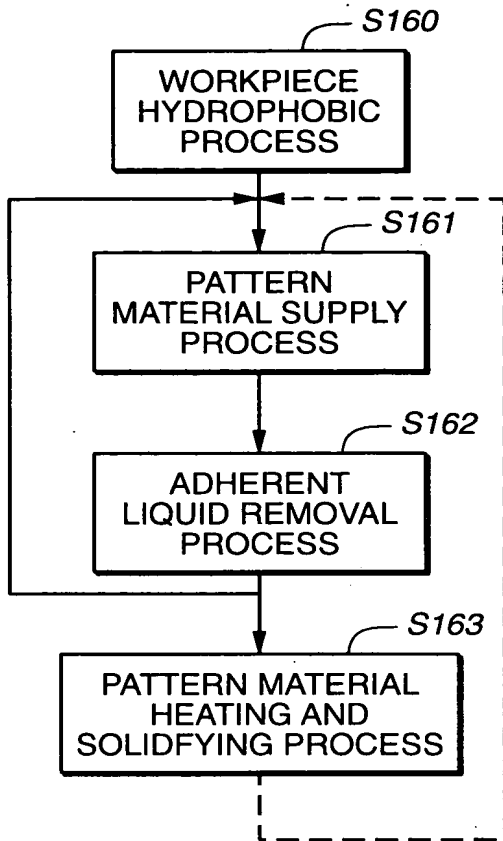 S160
WORKPIECE
HYDROPHOBIC
PROCESS
S161
PATTERN
MATERIAL SUPPLY
PROCESS
S162
ADHERENT
LIQUID REMOVAL
PROCESS
S163
PATTERN MATERIAL
HEATING AND
SOLIDFYING PROCESS